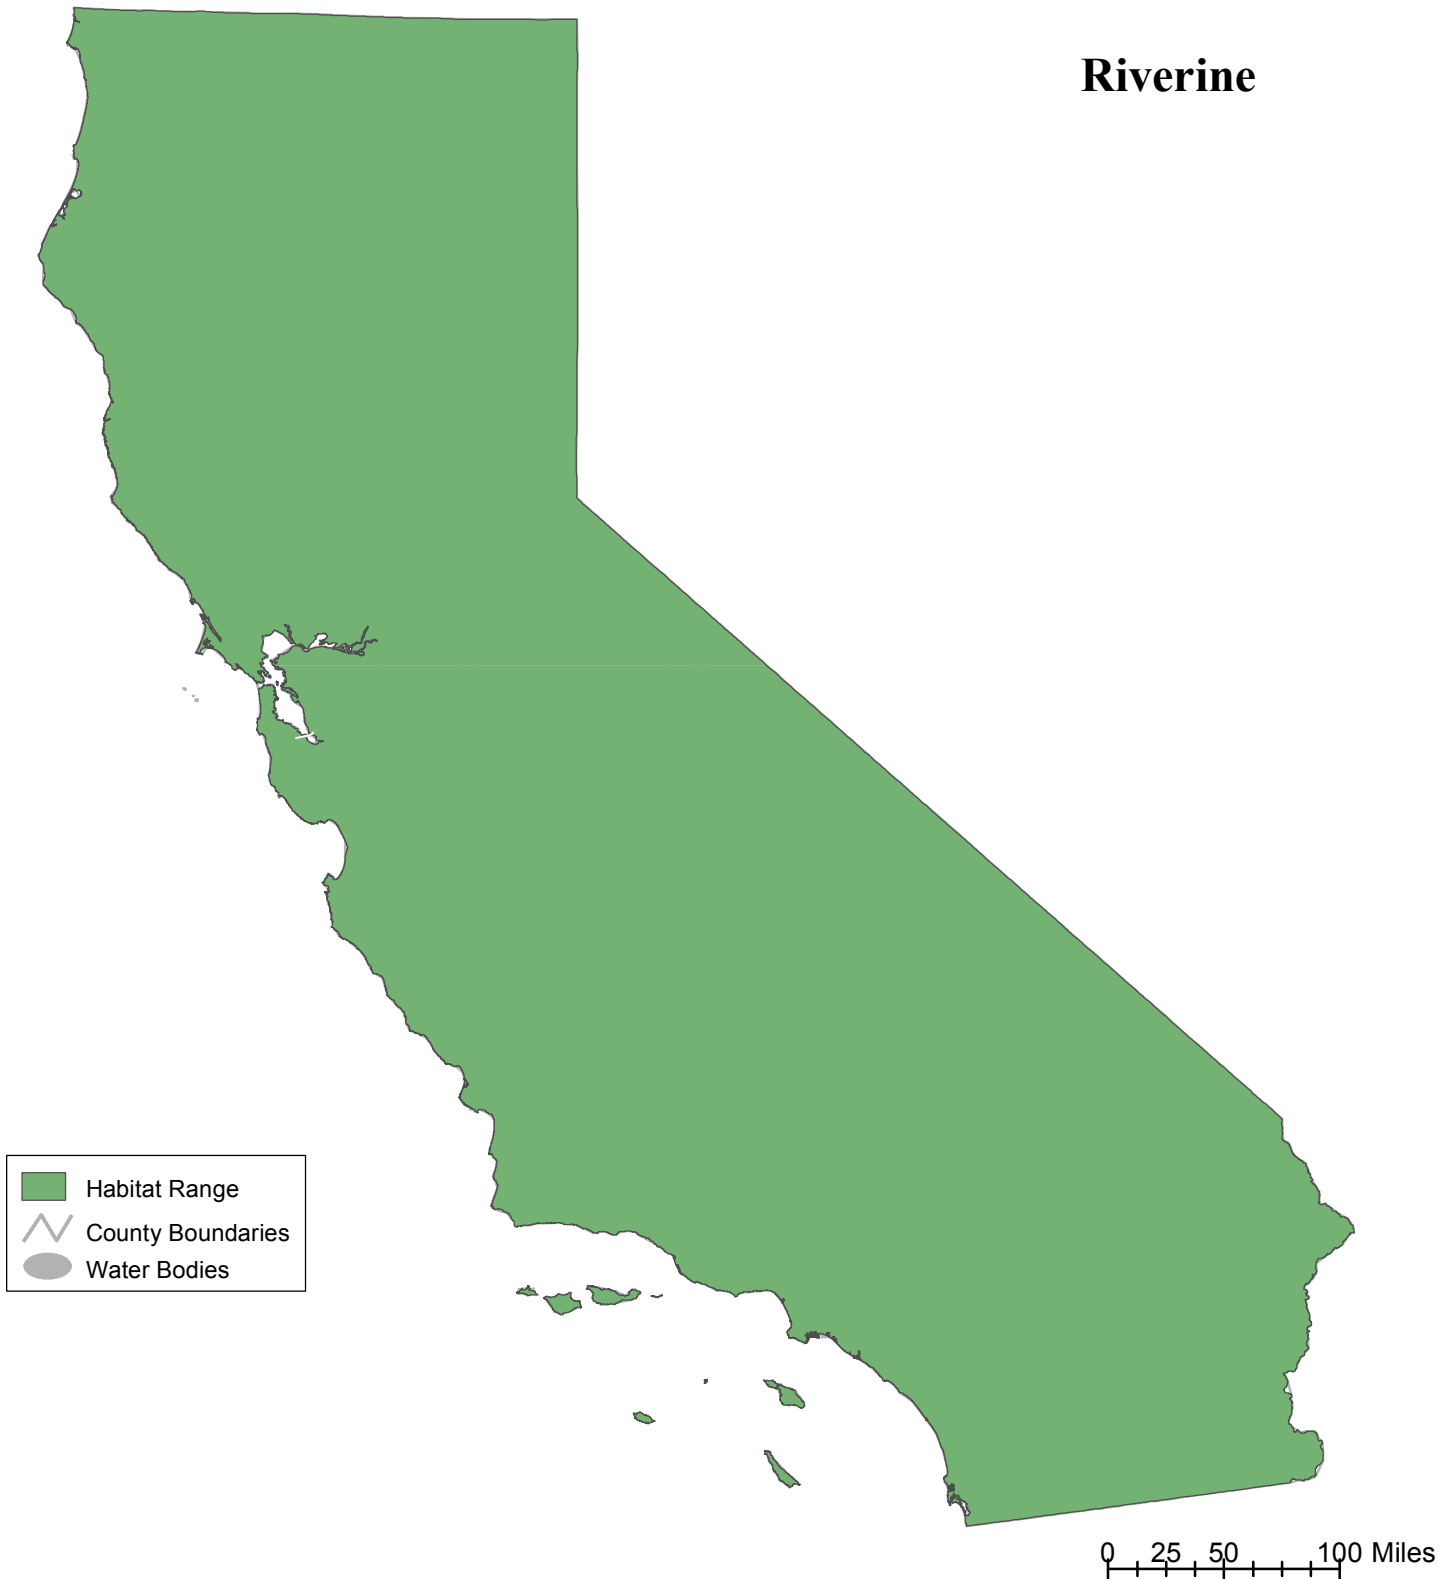 Riverine
Habitat Range
County Boundaries
Water Bodies
0 25 50 100 Miles